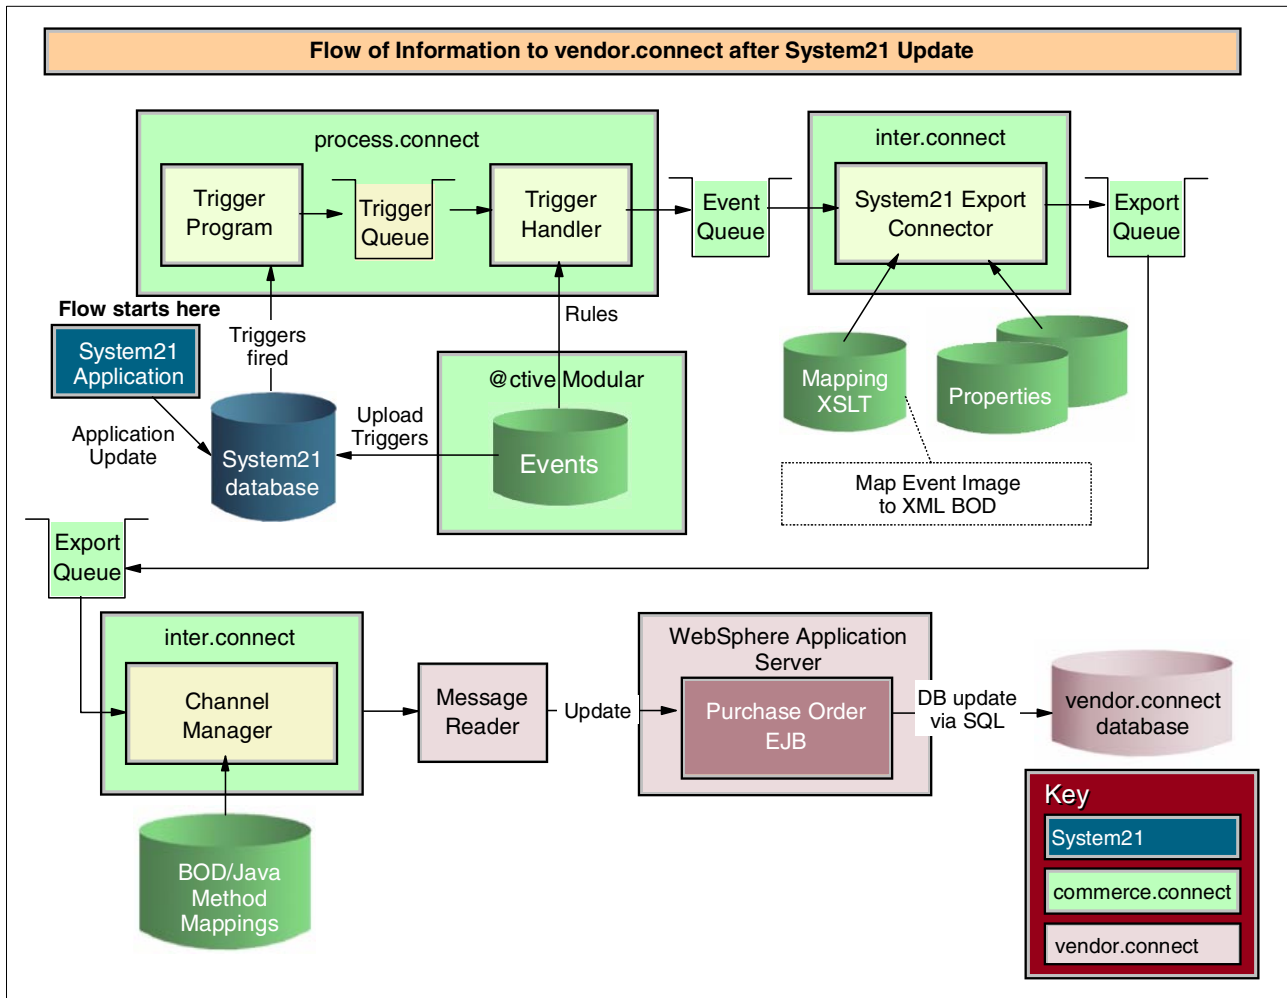 Flow of Information to vendor.connect after System21 Update
process.connect
Trigger
Program
Trigger
Queue
Trigger
Handler
Event
Queue
inter.connect
System21 Export
Connector
Export
Queue
Flow starts here
System21
Application
Triggers
fired
Rules
Application
Update
System21
database
Upload
Triggers
@ctive Modular
Events
Mapping
XSLT
Properties
Map Event Image
to XML BOD
Export
Queue
inter.connect
Channel
Manager
BOD/Java
Method
Mappings
Message
Reader
Update
WebSphere Application
Server
Purchase Order
EJB
DB update
via SQL
vendor.connect
database
Key
System21
commerce.connect
vendor.connect